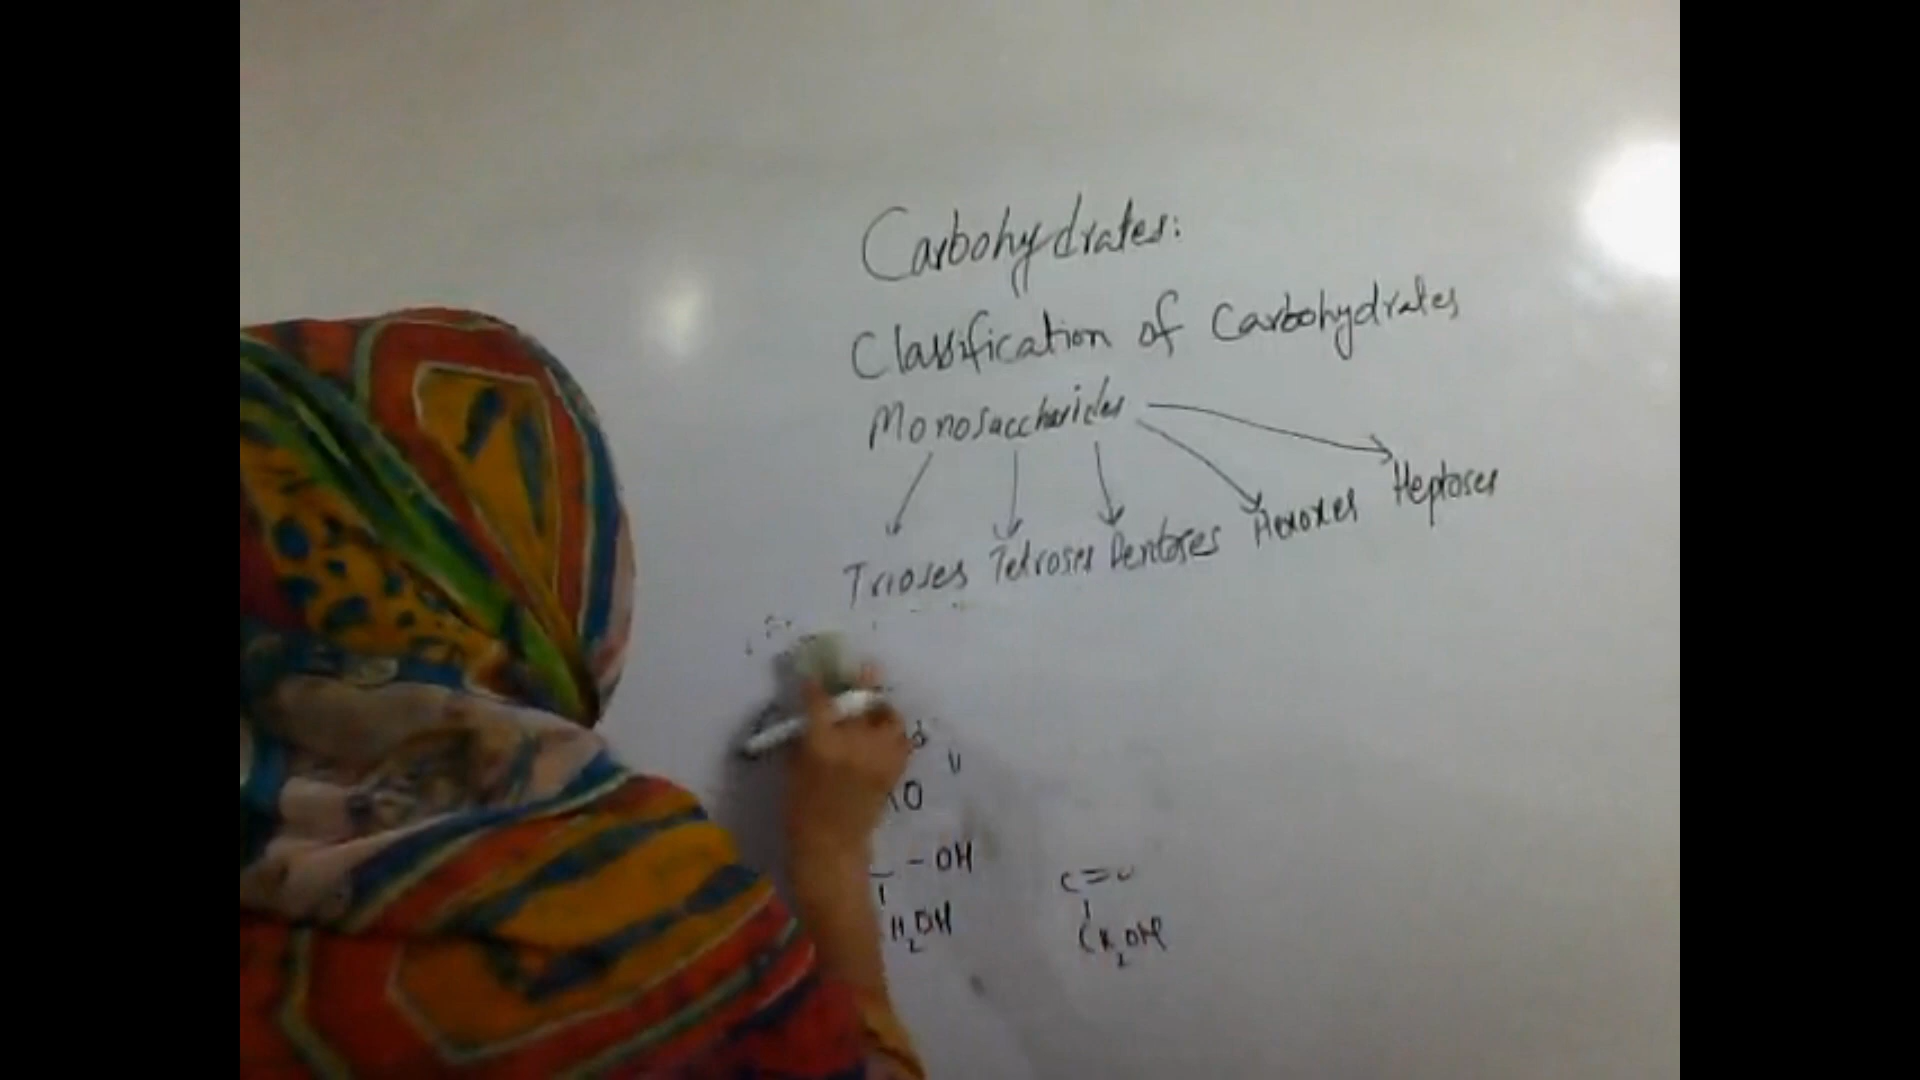 Carbohydrates:
Classification of Carbohydrates
Monosaccharides
Trioses Tetroses Pentoses Hexoses Heptoses
O
- OH
H2OH
C=
CH2OH